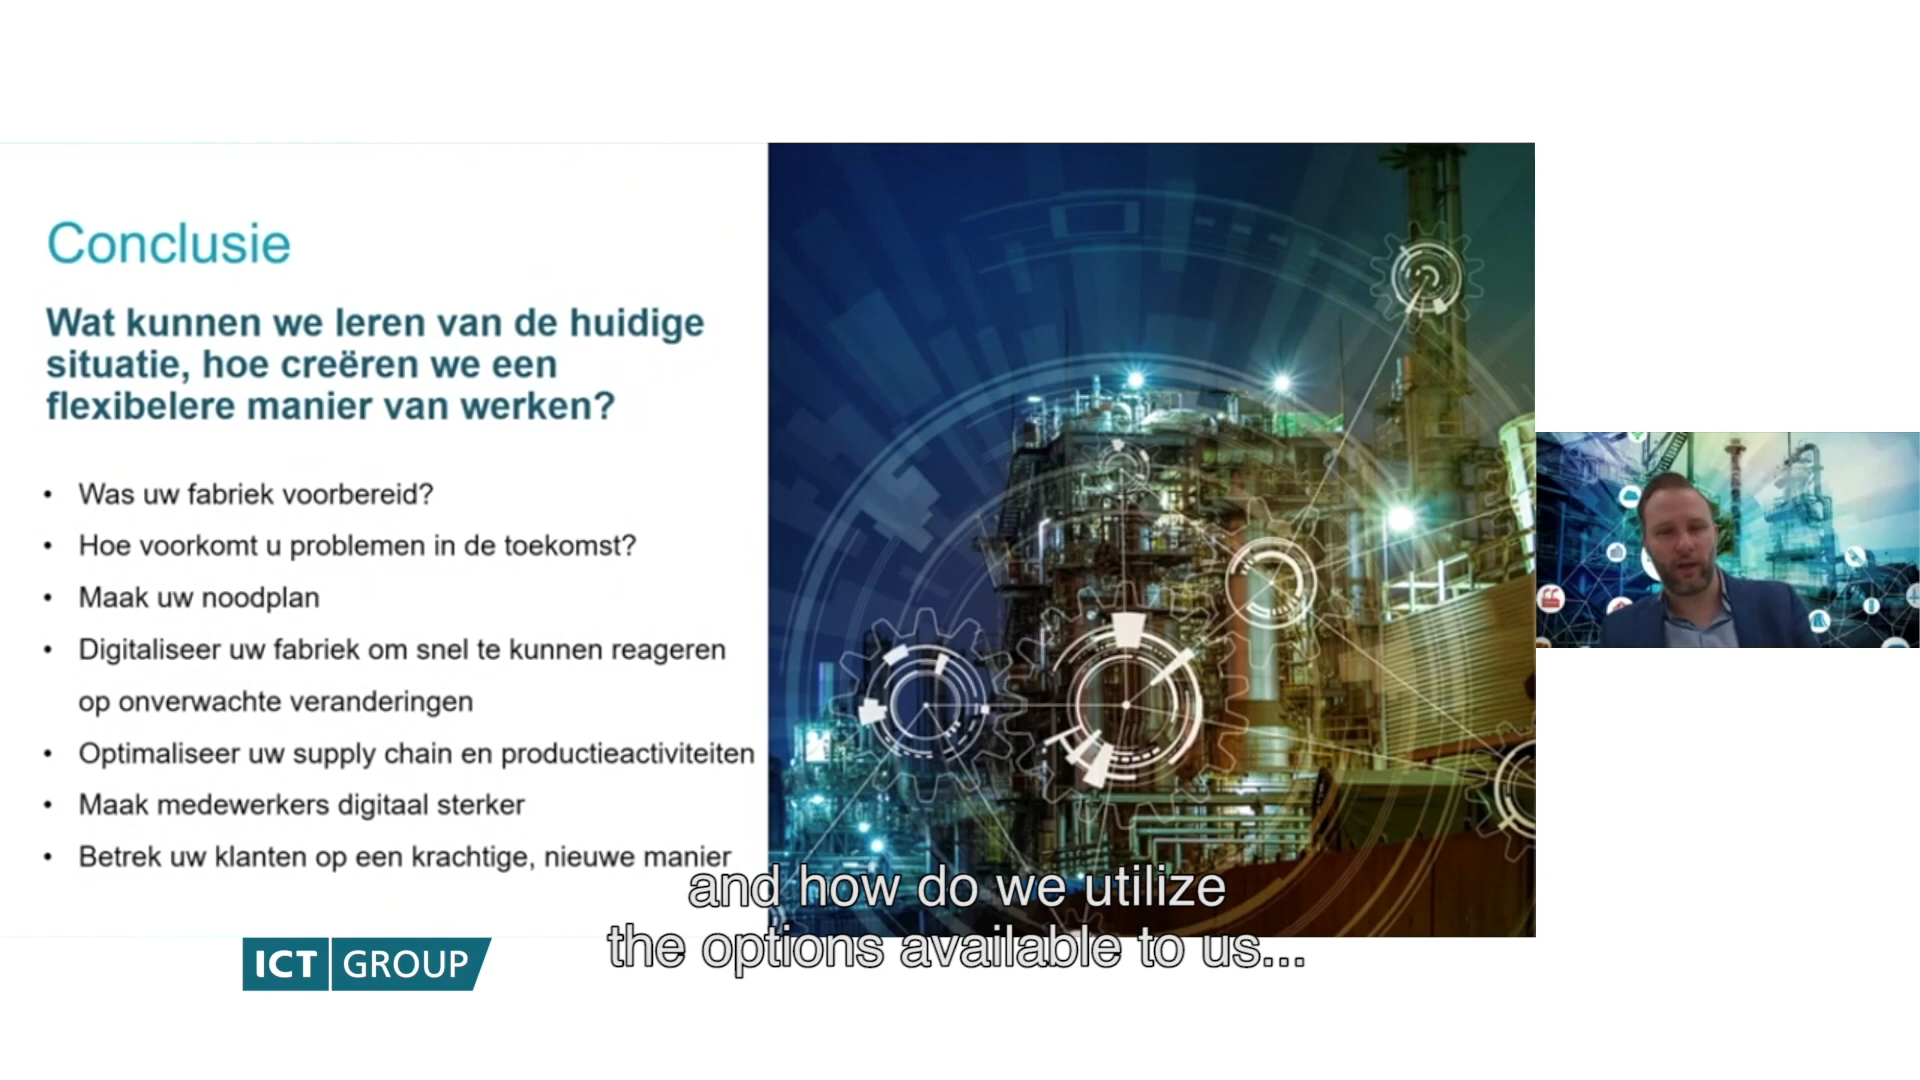 Conclusie
Wat kunnen we leren van de huidige
situatie, hoe creëren we een
flexibelere manier van werken?
• Was uw fabriek voorbereid?
• Hoe voorkomt u problemen in de toekomst?
• Maak uw noodplan
• Digitaliseer uw fabriek om snel te kunnen reageren
op onverwachte veranderingen
• Optimaliseer uw supply chain en productieactiviteiten
• Maak medewerkers digitaal sterker
• Betrek uw klanten op een krachtige, nieuwe manier
and how do we utilize
the options available to us...
ICT GROUP